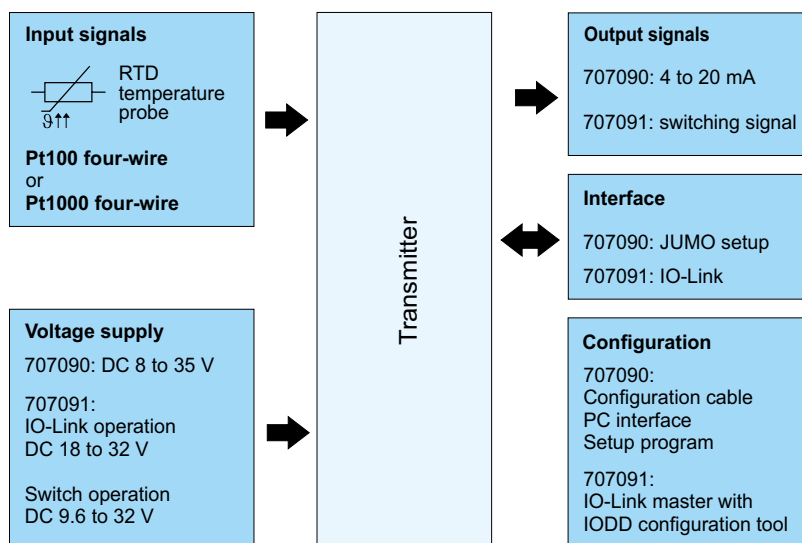 Input signals
RTD
temperature
probe
ϑ↑↑
Pt100 four-wire
or
Pt1000 four-wire
Voltage supply
707090: DC 8 to 35 V
707091:
IO-Link operation
DC 18 to 32 V
Switch operation
DC 9.6 to 32 V
Transmitter
Output signals
707090: 4 to 20 mA
707091: switching signal
Interface
707090: JUMO setup
707091: IO-Link
Configuration
707090:
Configuration cable
PC interface
Setup program
707091:
IO-Link master with
IODD configuration tool